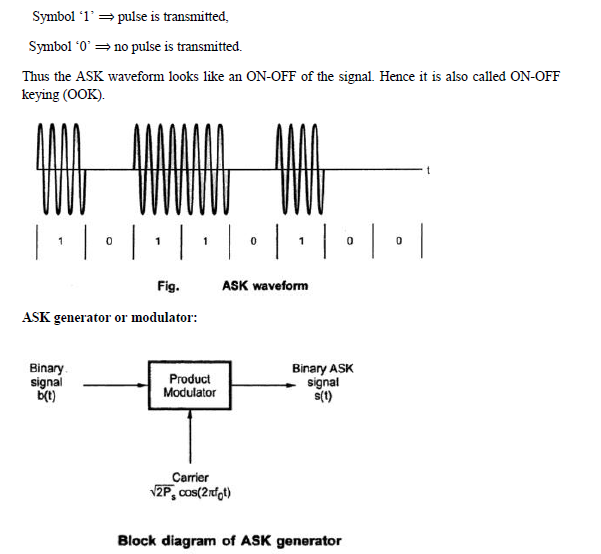 Symbol ‘1’ ⇒ pulse is transmitted,
Symbol ‘0’ ⇒ no pulse is transmitted.
Thus the ASK waveform looks like an ON-OFF of the signal. Hence it is also called ON-OFF
keying (OOK).
t
1 0 1 1 0 1 0 0
Fig. ASK waveform
ASK generator or modulator:
Binary
signal
b(t)
Product
Modulator
Binary ASK
signal
s(t)
Carrier
√2Pₛ cos(2πf₀t)
Block diagram of ASK generator